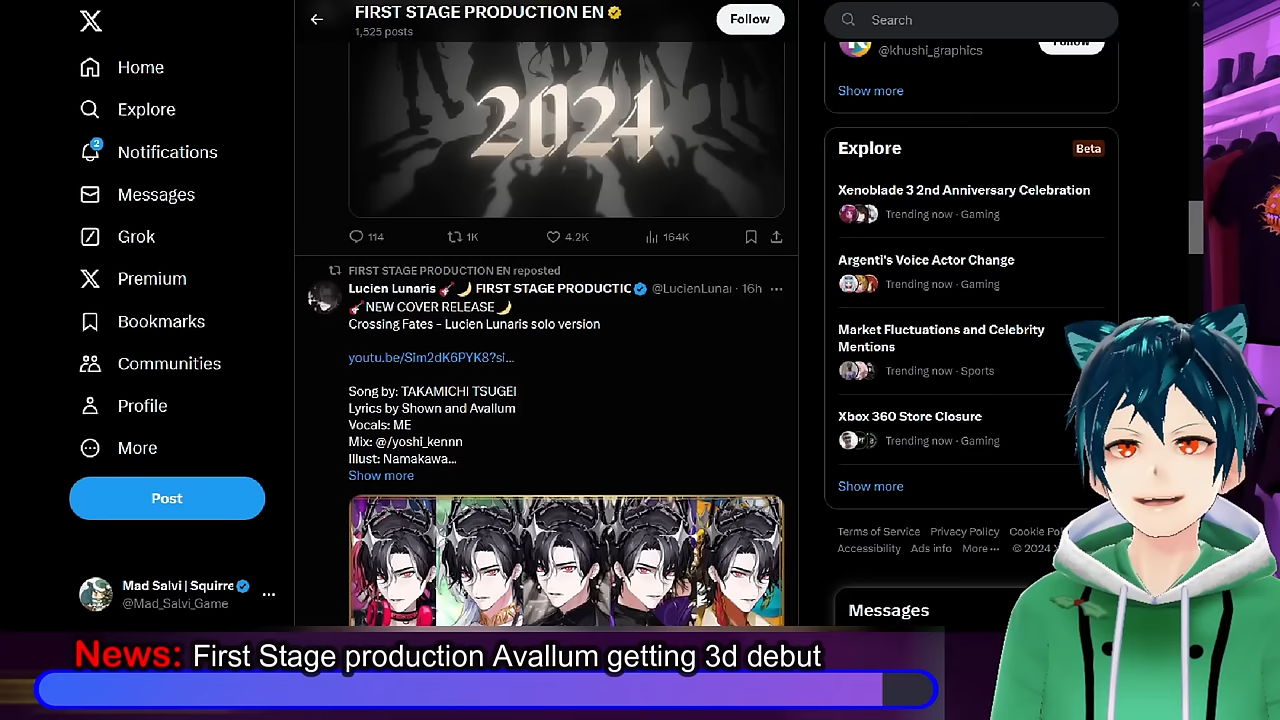 Home
Explore
2
Notifications
Messages
Grok
Premium
Bookmarks
Communities
Profile
More
Post
Mad Salvi | Squirre
@Mad_Salvi_Game
FIRST STAGE PRODUCTION EN
1,525 posts
Follow
2024
114 1K 4.2K 164K
FIRST STAGE PRODUCTION EN reposted
Lucien Lunaris 🎸🌙 FIRST STAGE PRODUCTIC @LucienLunai · 16h
🎸NEW COVER RELEASE🌙
Crossing Fates - Lucien Lunaris solo version
youtu.be/Sim2dK6PYK8?si...
Song by: TAKAMICHI TSUGEI
Lyrics by Shown and Avallum
Vocals: ME
Mix: @/yoshi_kennn
Illust: Namakawa...
Show more
Search
@khushi_graphics
Follow
Show more
Explore
Beta
Xenoblade 3 2nd Anniversary Celebration
Trending now · Gaming
Argenti's Voice Actor Change
Trending now · Gaming
Market Fluctuations and Celebrity
Mentions
Trending now · Sports
Xbox 360 Store Closure
Trending now · Gaming
Show more
Terms of Service Privacy Policy Cookie Pol
Accessibility Ads info More ··· © 2024
Messages
News: First Stage production Avallum getting 3d debut